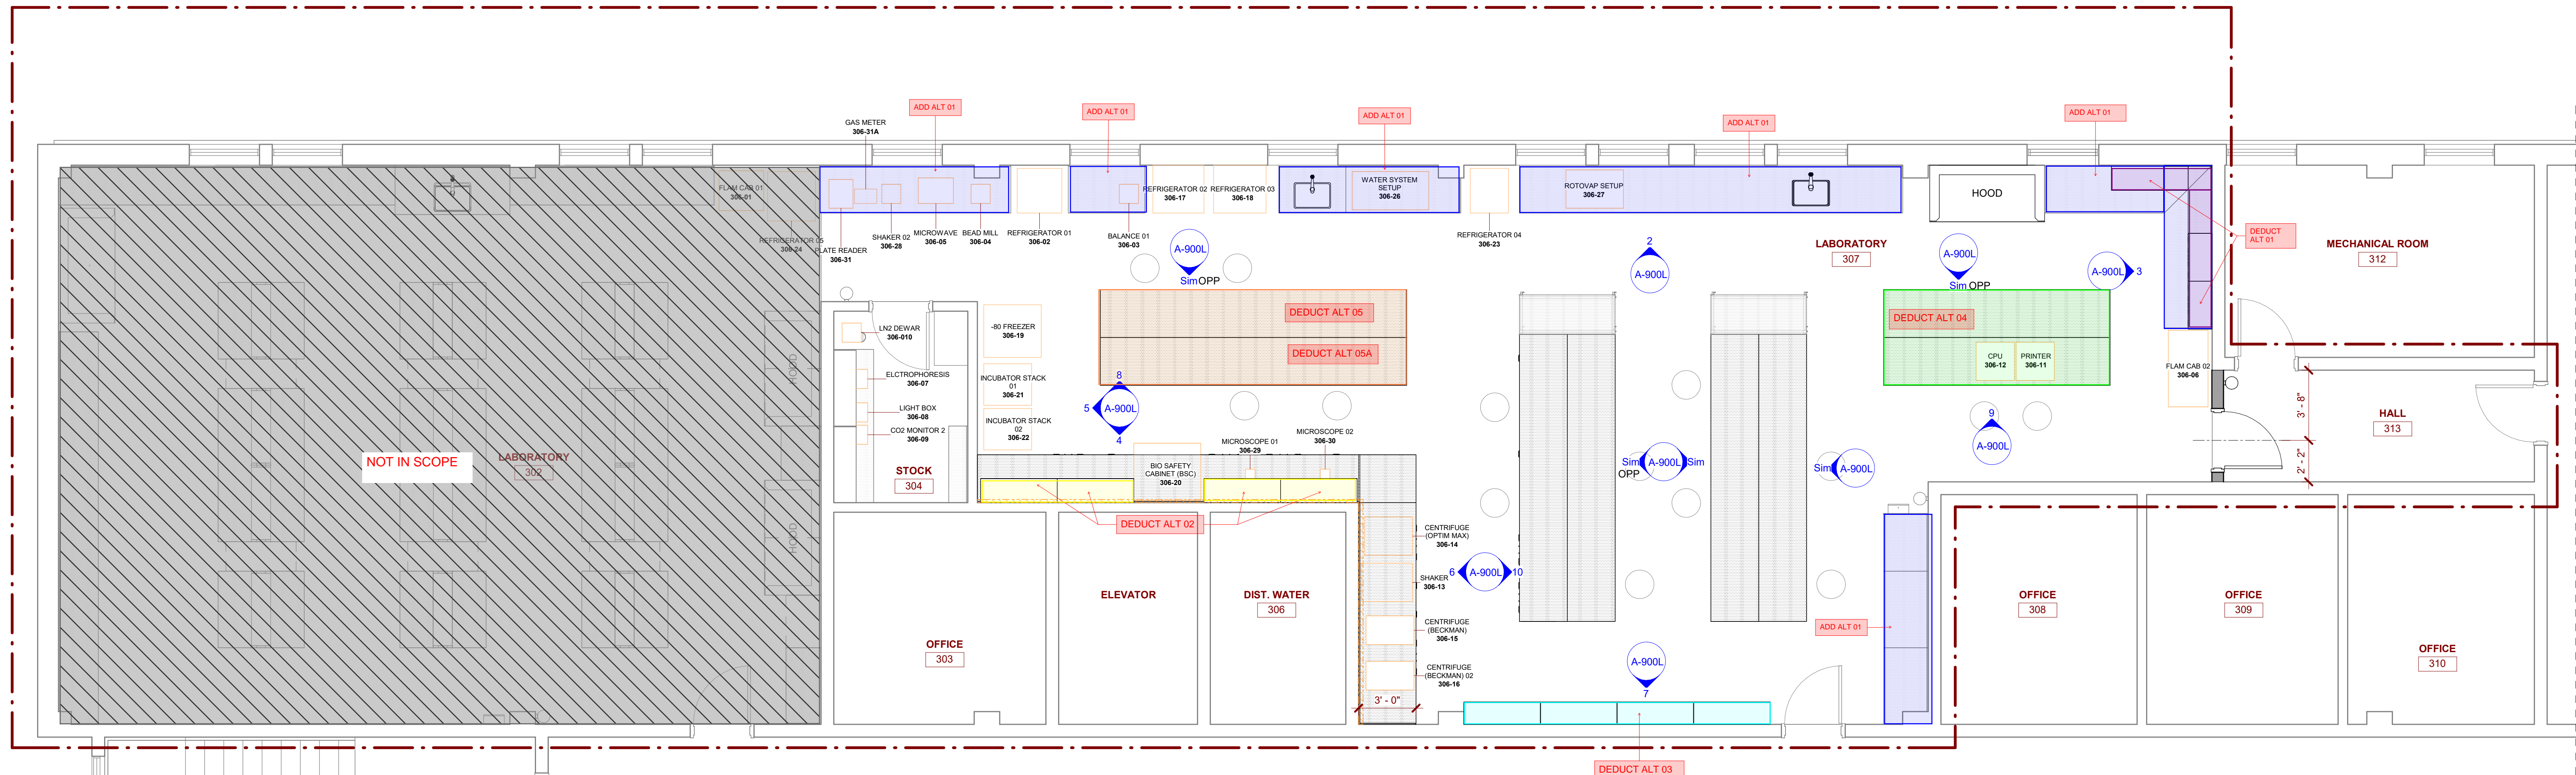 ADD ALT 01
ADD ALT 01
ADD ALT 01
ADD ALT 01
ADD ALT 01
GAS METER
306-31A
FLAM CAB 01
306-01
REFRIGERATOR 05
306-24
PLATE READER
306-31
SHAKER 02
306-28
MICROWAVE
306-05
BEAD MILL
306-04
REFRIGERATOR 01
306-02
BALANCE 01
306-03
REFRIGERATOR 02
306-17
REFRIGERATOR 03
306-18
WATER SYSTEM
SETUP
306-26
REFRIGERATOR 04
306-23
ROTOVAP SETUP
306-27
HOOD
DEDUCT
ALT 01
LABORATORY
307
MECHANICAL ROOM
312
A-900L
Sim OPP
2
A-900L
A-900L
Sim OPP
A-900L
3
LN2 DEWAR
306-010
-80 FREEZER
306-19
ELCTROPHORESIS
306-07
INCUBATOR STACK
01
306-21
LIGHT BOX
306-08
INCUBATOR STACK
02
306-22
CO2 MONITOR 2
306-09
DEDUCT ALT 05
DEDUCT ALT 05A
DEDUCT ALT 04
CPU
306-12
PRINTER
306-11
FLAM CAB 02
306-06
HOOD
HOOD
8
5
A-900L
4
9
A-900L
3' - 8"
2' - 2"
HALL
313
NOT IN SCOPE
LABORATORY
302
STOCK
304
BIO SAFETY
CABINET (BSC)
306-20
MICROSCOPE 01
306-29
MICROSCOPE 02
306-30
Sim
A-900L
Sim
OPP
Sim
A-900L
DEDUCT ALT 02
CENTRIFUGE
(OPTIM MAX)
306-14
SHAKER
306-13
6
A-900L
10
CENTRIFUGE
(BECKMAN)
306-15
CENTRIFUGE
(BECKMAN) 02
306-16
3' - 0"
OFFICE
303
ELEVATOR
DIST. WATER
306
A-900L
7
ADD ALT 01
OFFICE
308
OFFICE
309
OFFICE
310
DEDUCT ALT 03